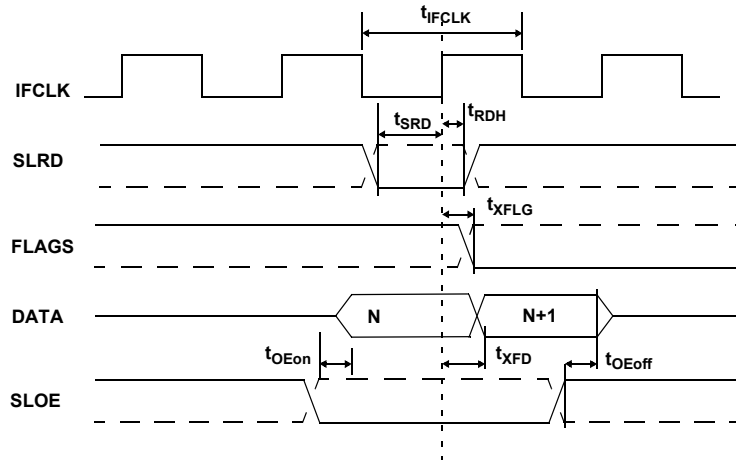 tIFCLK
IFCLK
tSRD
tRDH
SLRD
tXFLG
FLAGS
DATA
N
N+1
tOEon
tXFD
tOEoff
SLOE